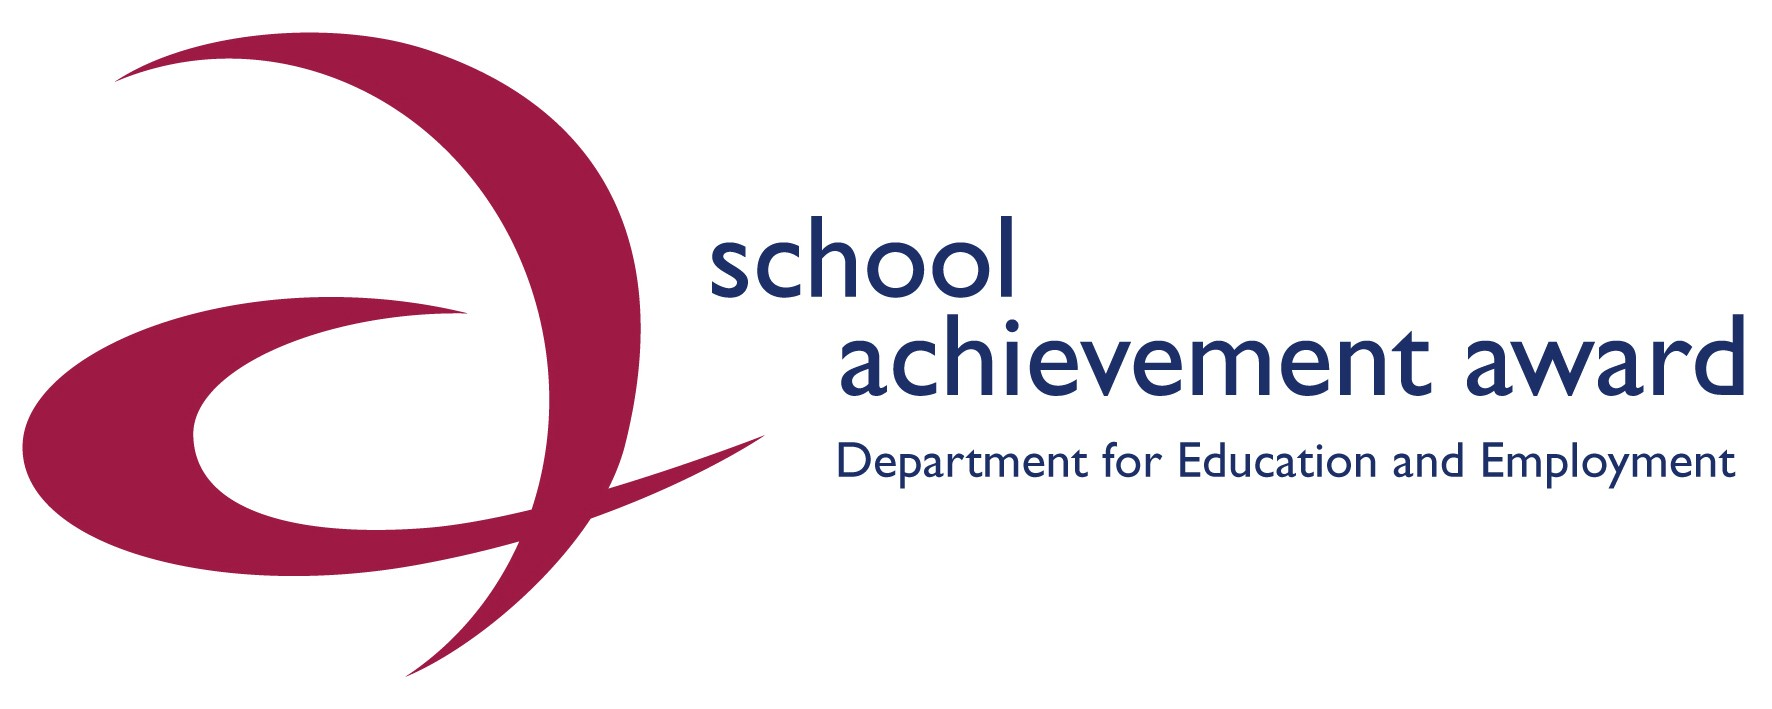 school
achievement award
Department for Education and Employment